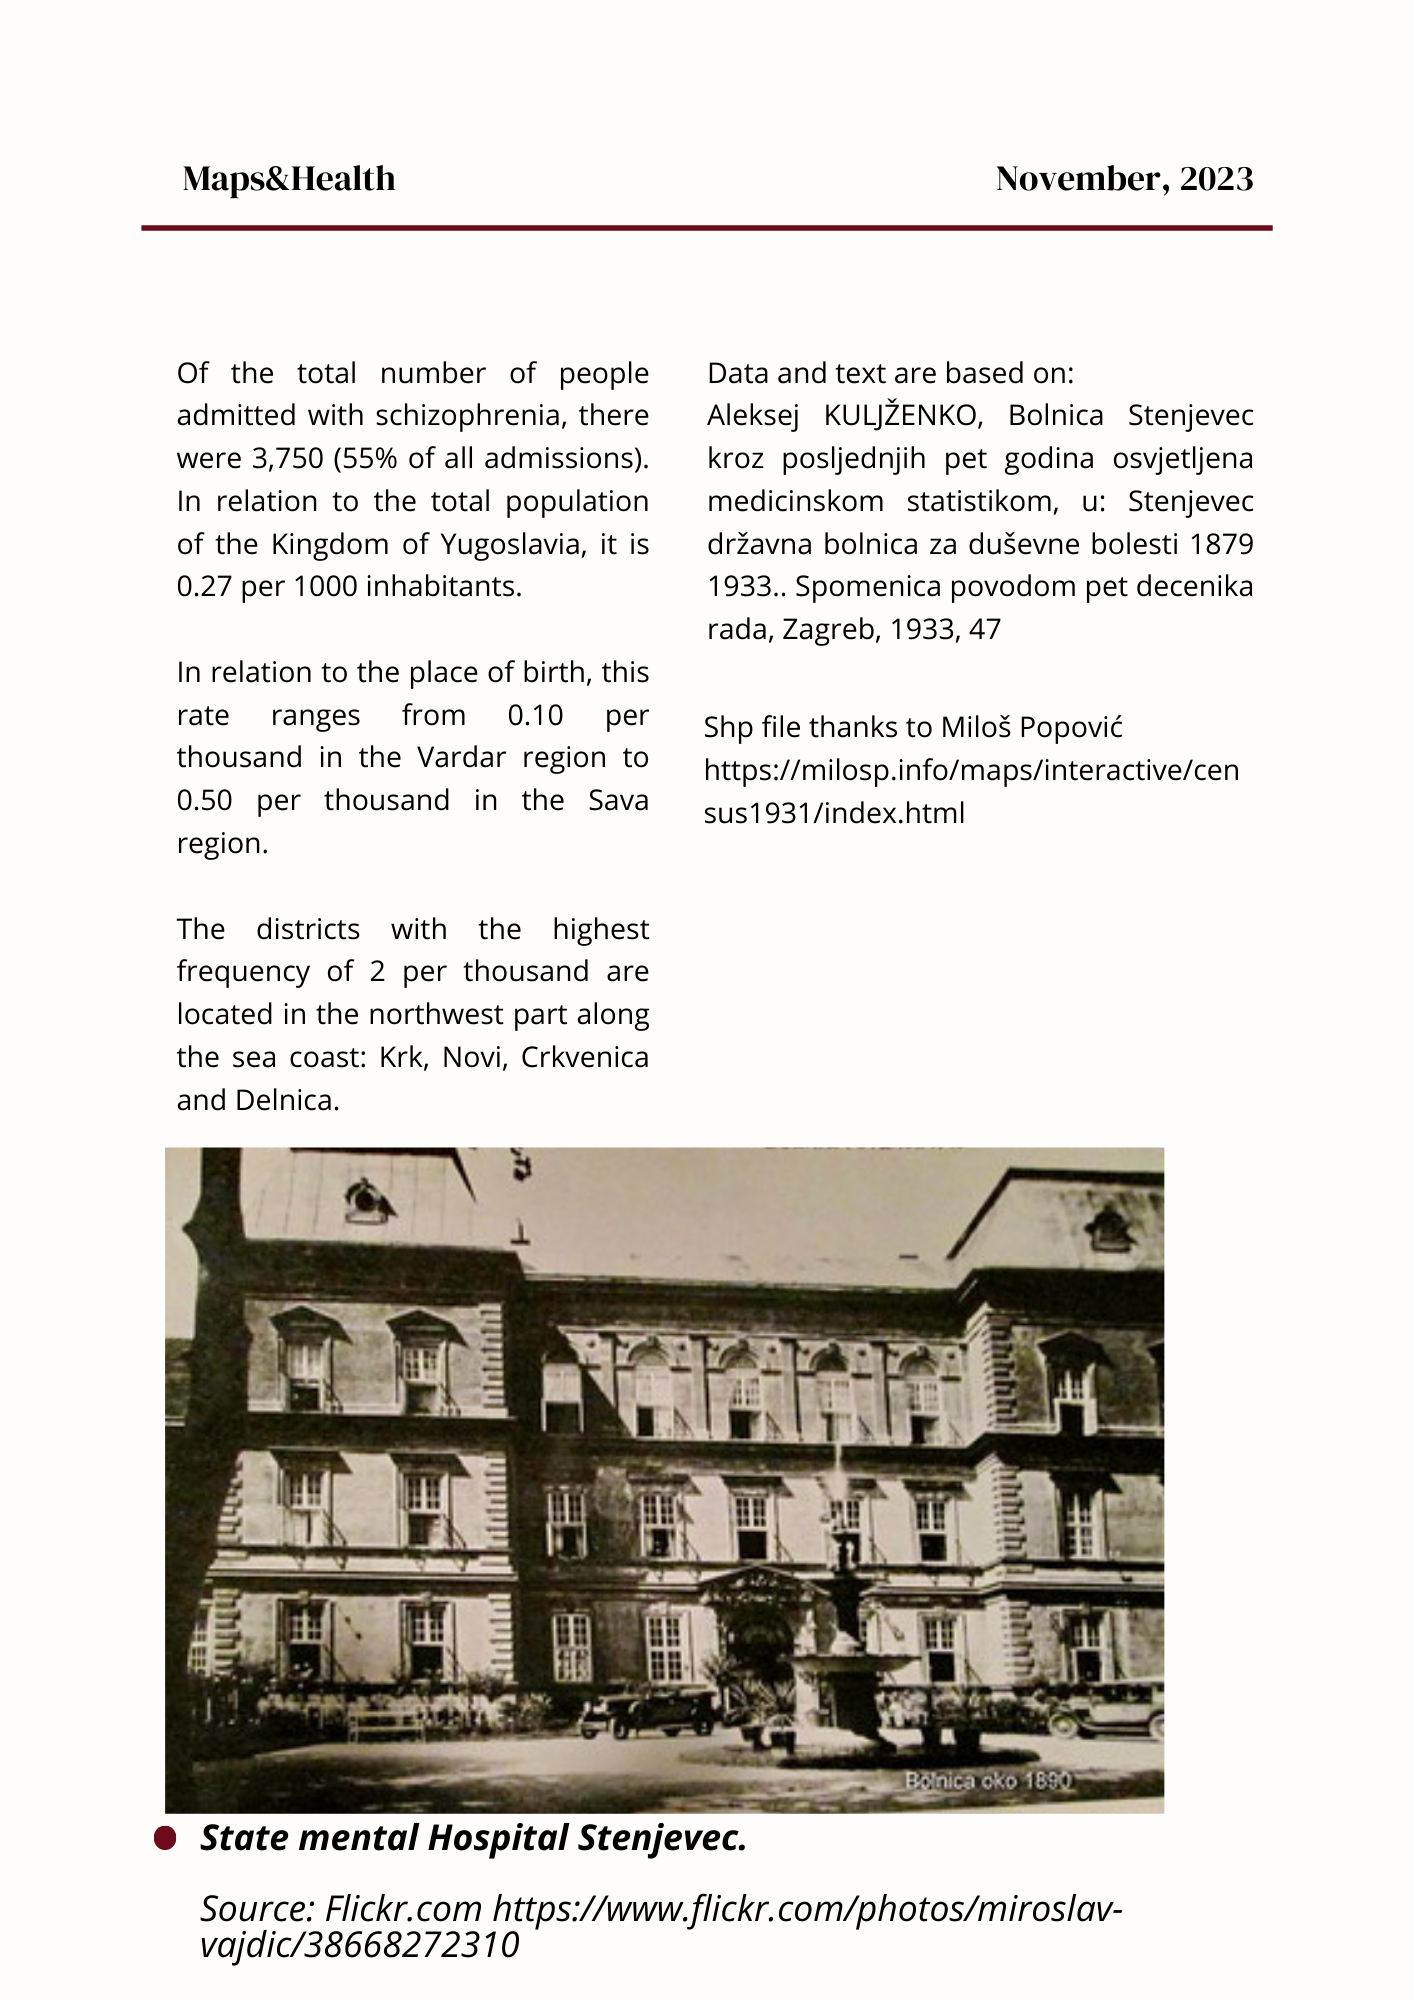 Maps&Health
November, 2023
Of the total number of people
admitted with schizophrenia, there
were 3,750 (55% of all admissions).
In relation to the total population
of the Kingdom of Yugoslavia, it is
0.27 per 1000 inhabitants.
In relation to the place of birth, this
rate ranges from 0.10 per
thousand in the Vardar region to
0.50 per thousand in the Sava
region.
The districts with the highest
frequency of 2 per thousand are
located in the northwest part along
the sea coast: Krk, Novi, Crkvenica
and Delnica.
Data and text are based on:
Aleksej KULJŽENKO, Bolnica Stenjevec
kroz posljednjih pet godina osvjetljena
medicinskom statistikom, u: Stenjevec
državna bolnica za duševne bolesti 1879
1933.. Spomenica povodom pet decenika
rada, Zagreb, 1933, 47
Shp file thanks to Miloš Popović
https://milosp.info/maps/interactive/cen
sus1931/index.html
Bolnica oko 1890
State mental Hospital Stenjevec.
Source: Flickr.com https://www.flickr.com/photos/miroslav-
vajdic/38668272310